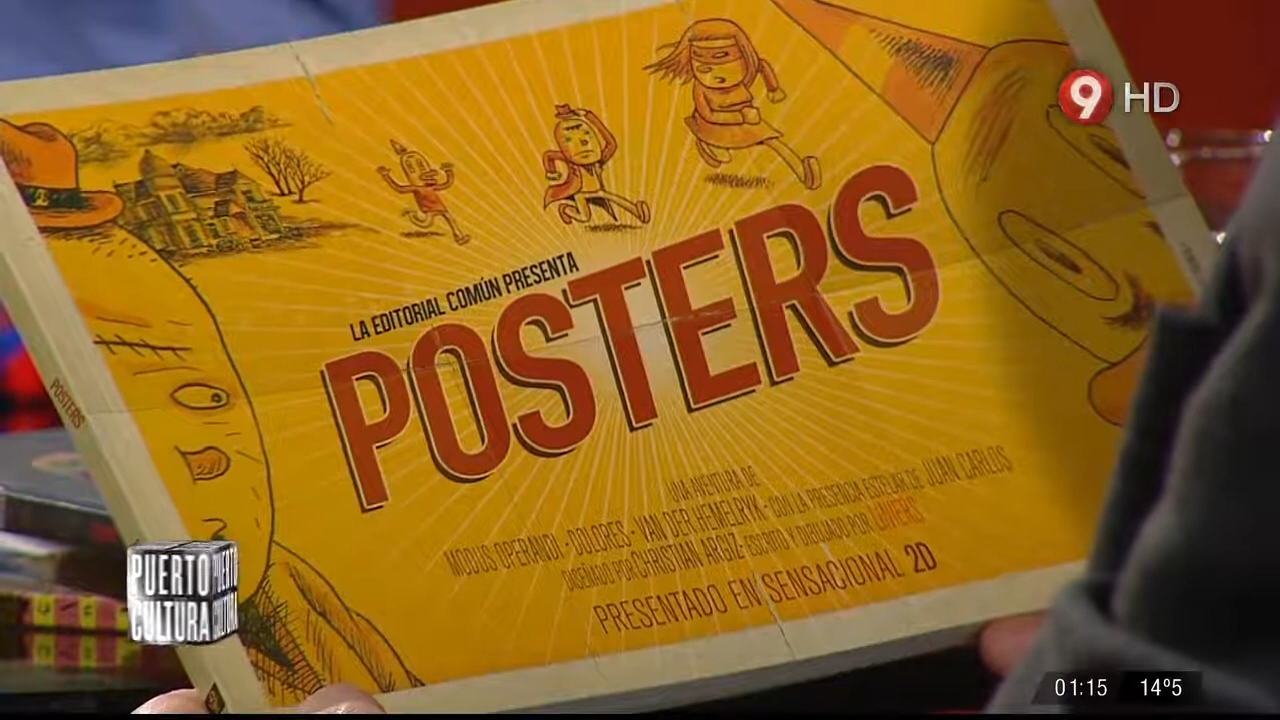 9 HD
LA EDITORIAL COMÚN PRESENTA
POSTERS
UNA AVENTURA DE
MODUS OPERANDI · DOLORES · VAN DER HEMELRYK · CON LA PRESENCIA ESTELAR DE JUAN CARLOS
DISEÑADO POR CHRISTIAN ARGIZ · ESCRITO Y DIBUJADO POR LINIERS
PRESENTADO EN SENSACIONAL 2D
POSTERS
PUERTO
CULTURA
PUERTO
CULTURA
01:15 14º5